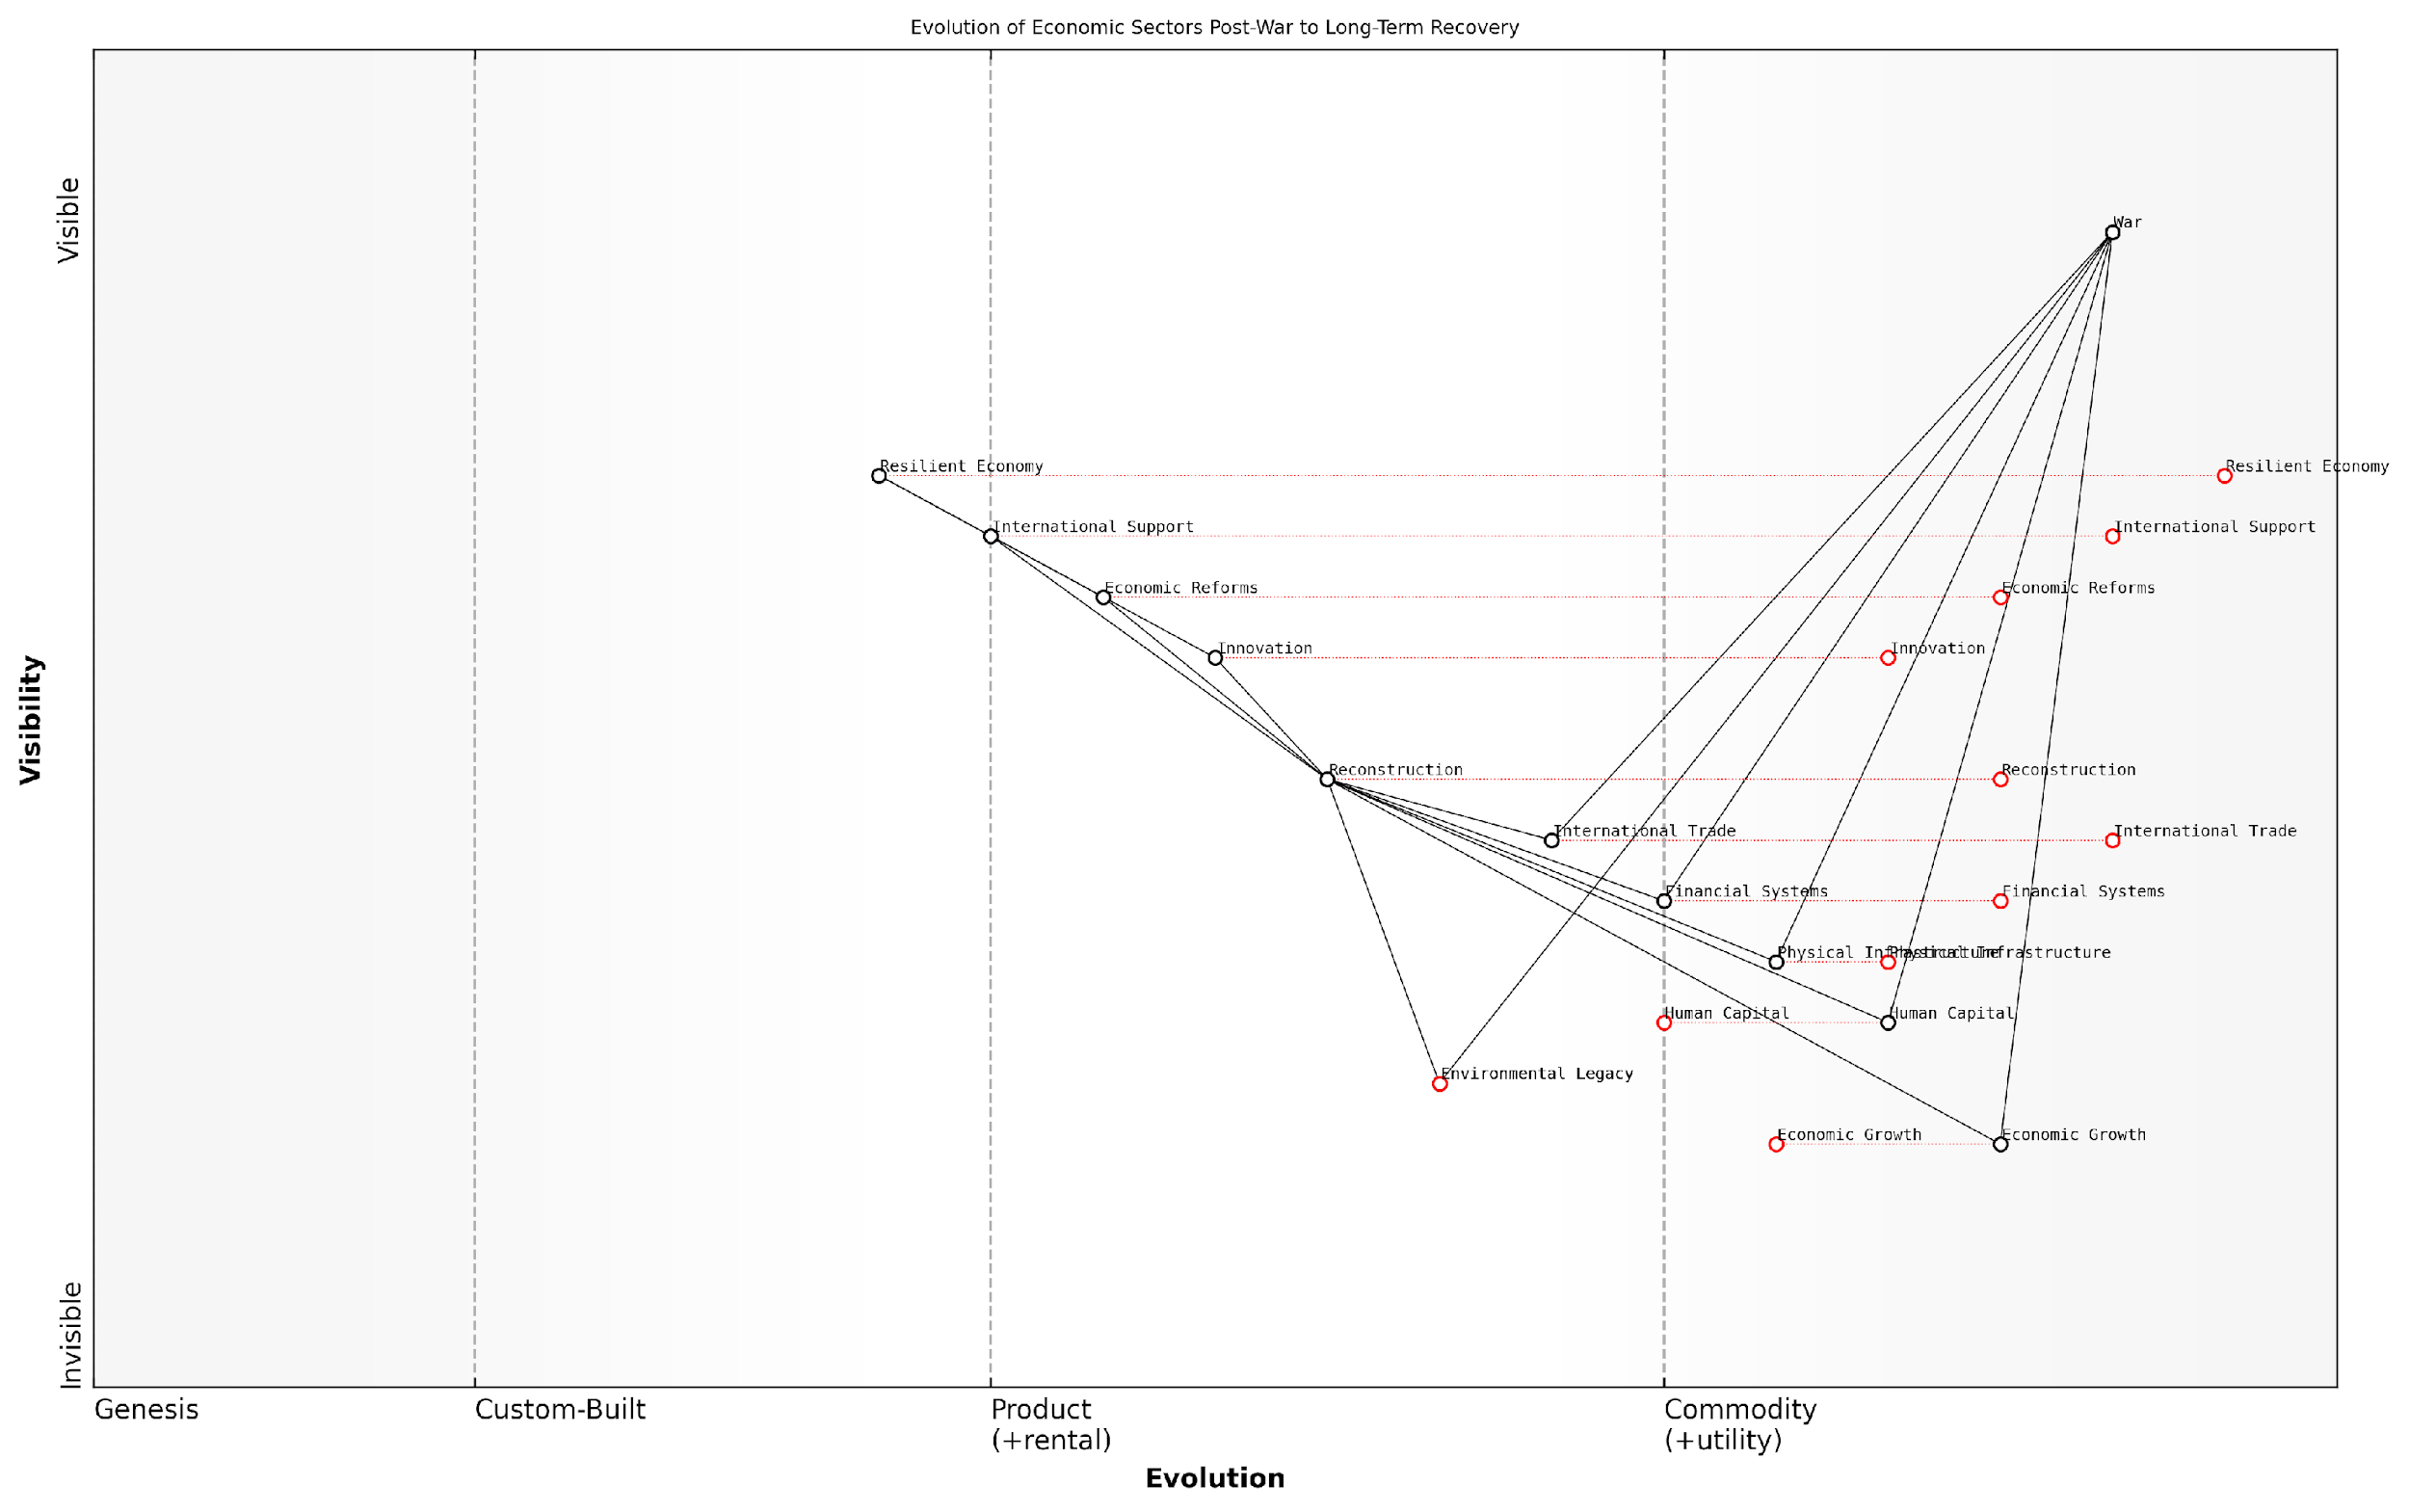 Evolution of Economic Sectors Post-War to Long-Term Recovery
Visible
War
Resilient Economy
Resilient Economy
International Support
International Support
Economic Reforms
Economic Reforms
Innovation
Innovation
Visibility
Reconstruction
Reconstruction
International Trade
International Trade
Financial Systems
Financial Systems
Physical Infrastructure
Physical Infrastructure
Human Capital
Human Capital
Environmental Legacy
Economic Growth
Economic Growth
Invisible
Genesis
Custom-Built
Product
(+rental)
Commodity
(+utility)
Evolution